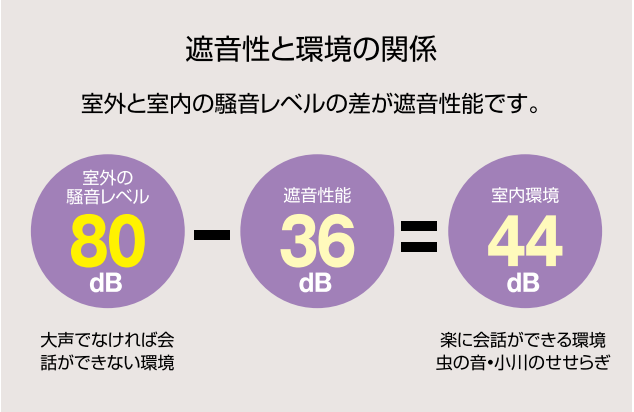 遮音性と環境の関係
室外と室内の騒音レベルの差が遮音性能です。
室外の
騒音レベル
80
dB
−
遮音性能
36
dB
=
室内環境
44
dB
大声でなければ会
話ができない環境
楽に会話ができる環境
虫の音・小川のせせらぎ